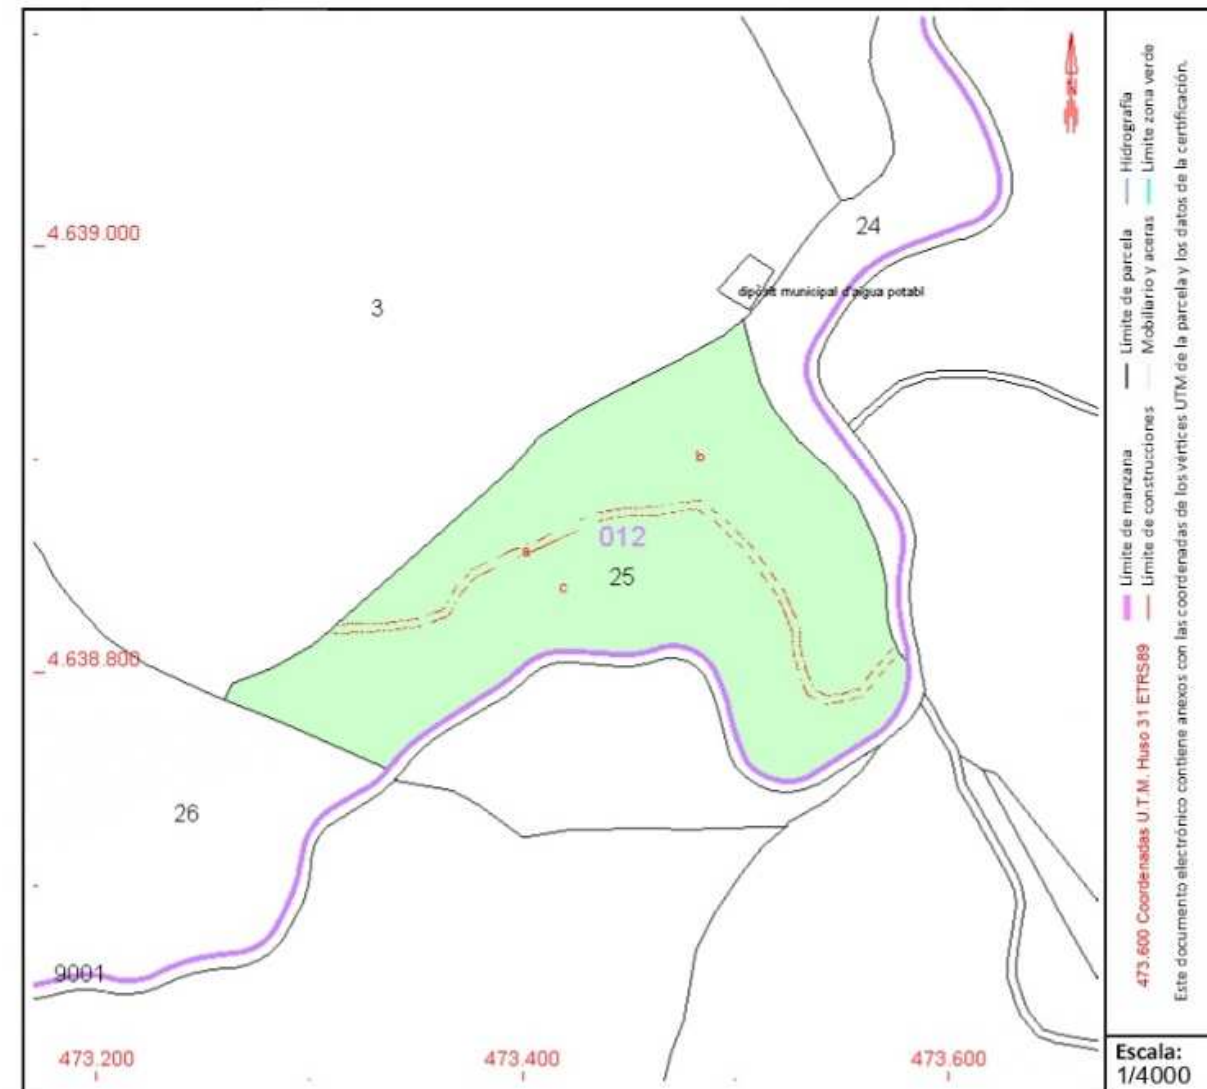 24
4.639.000
dipòsit municipal d'aigua potabl
3
b
012
a
25
c
4.638.800
26
9001
473.200
473.400
473.600
Límite de manzana
Límite de parcela
Hidrografía
Límite de construcciones
Mobiliario y aceras
Límite zona verde
473.600 Coordenadas U.T.M. Huso 31 ETRS89
Este documento electrónico contiene anexos con las coordenadas de los vértices UTM de la parcela y los datos de la certificación.
Escala:
1/4000